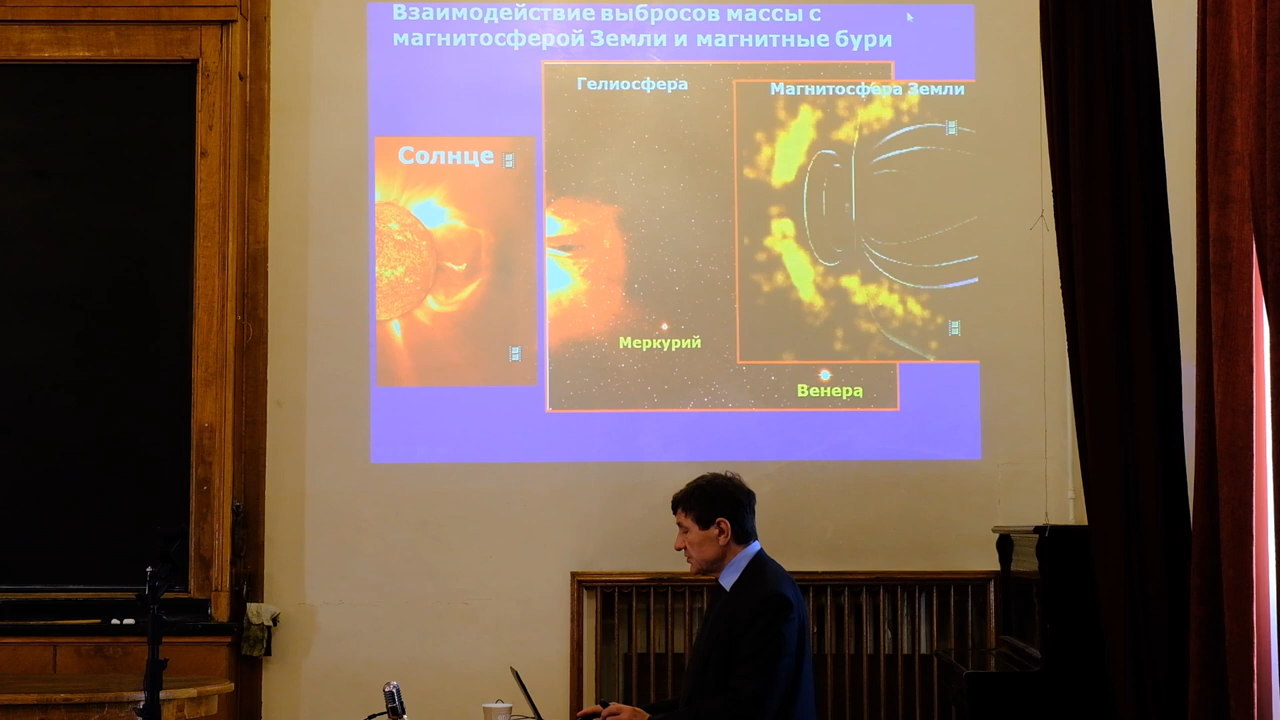 Взаимодействие выбросов массы с
магнитосферой Земли и магнитные бури
Гелиосфера
Магнитосфера Земли
Солнце
Меркурий
Венера